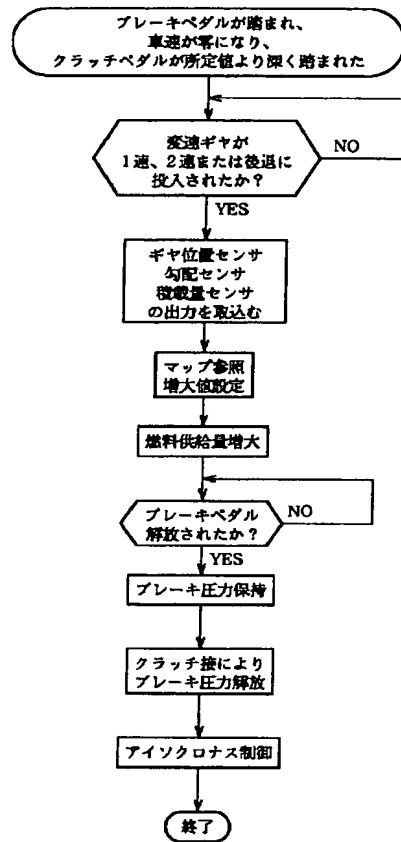 ブレーキペダルが踏まれ、
車速が零になり、
クラッチペダルが所定値より深く踏まれた
変速ギヤが
1速、2速または後退に
投入されたか?
NO
YES
ギヤ位置センサ
勾配センサ
積載量センサ
の出力を取込む
マップ参照
増大値設定
燃料供給量増大
ブレーキペダル
解放されたか?
NO
YES
ブレーキ圧力保持
クラッチ接により
ブレーキ圧力解放
アイソクロナス制御
終了